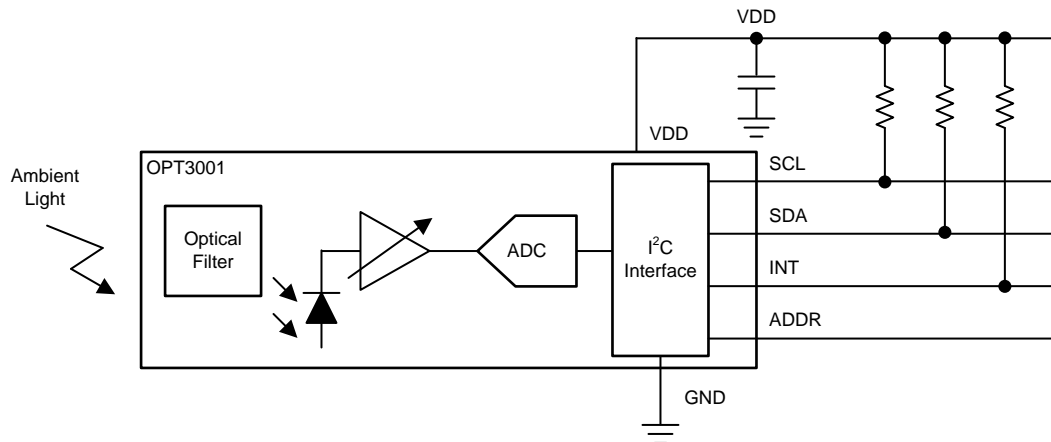 VDD
VDD
OPT3001
SCL
Ambient
Light
Optical
Filter
ADC
I²C
Interface
SDA
INT
ADDR
GND